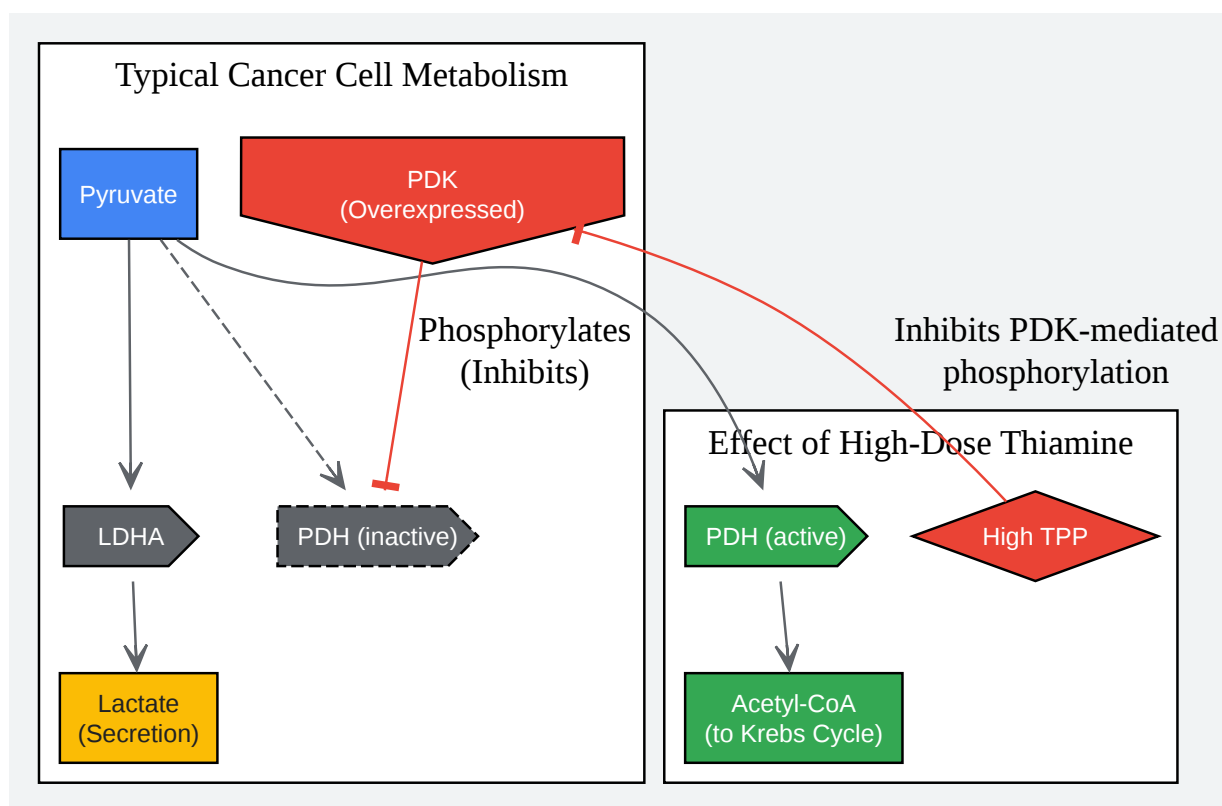 Typical Cancer Cell Metabolism
Pyruvate
PDK
(Overexpressed)
Phosphorylates
(Inhibits)
Inhibits PDK-mediated
phosphorylation
Effect of High-Dose Thiamine
LDHA
PDH (inactive)
PDH (active)
High TPP
Lactate
(Secretion)
Acetyl-CoA
(to Krebs Cycle)